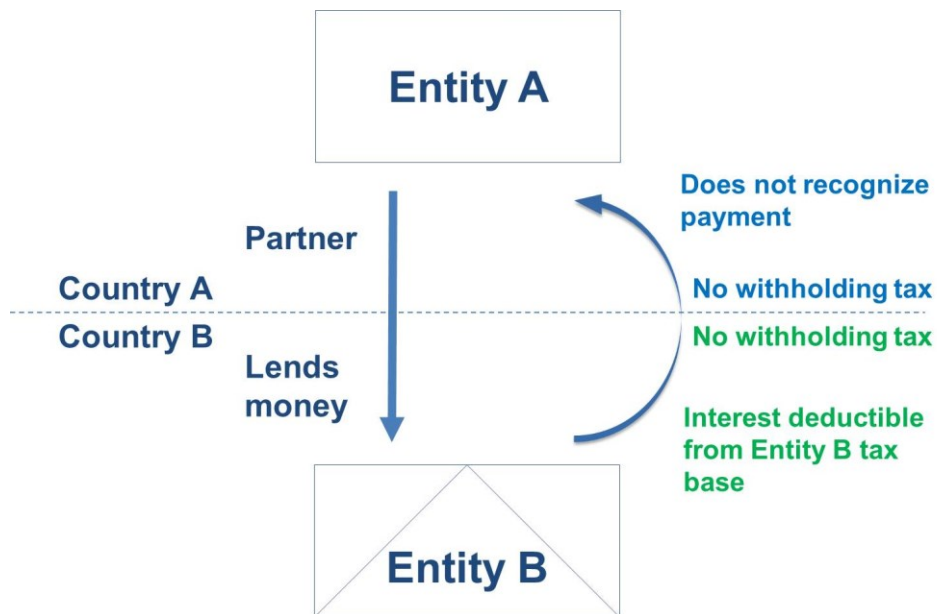 Entity A
Does not recognize
payment
Partner
Country A
No withholding tax
Country B
No withholding tax
Lends
money
Interest deductible
from Entity B tax
base
Entity B